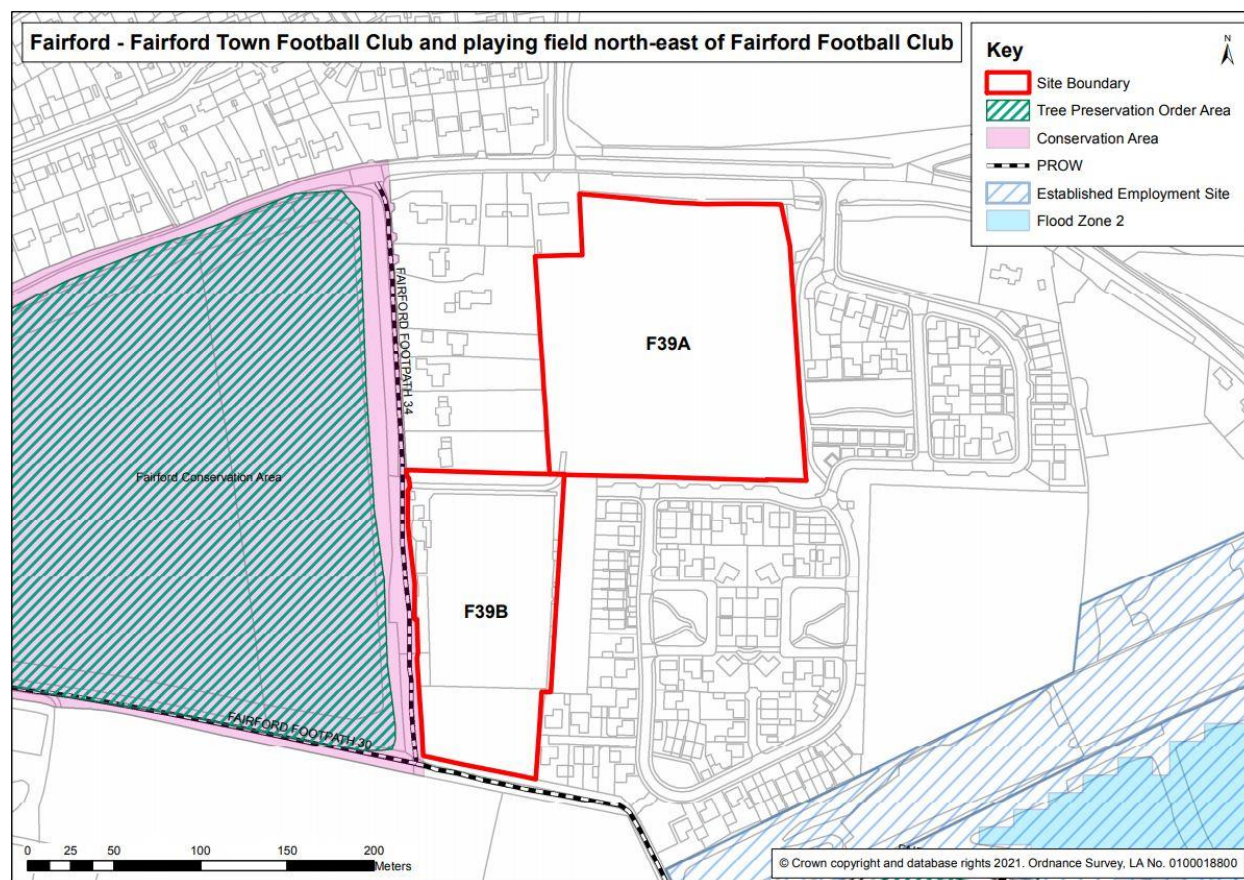 Fairford - Fairford Town Football Club and playing field north-east of Fairford Football Club
Key
N
Site Boundary
Tree Preservation Order Area
Conservation Area
PROW
Established Employment Site
Flood Zone 2
F39A
FAIRFORD FOOTPATH 34
Fairford Conservation Area
F39B
FAIRFORD FOOTPATH 30
0 25 50 100 150 200
Meters
© Crown copyright and database rights 2021. Ordnance Survey, LA No. 0100018800